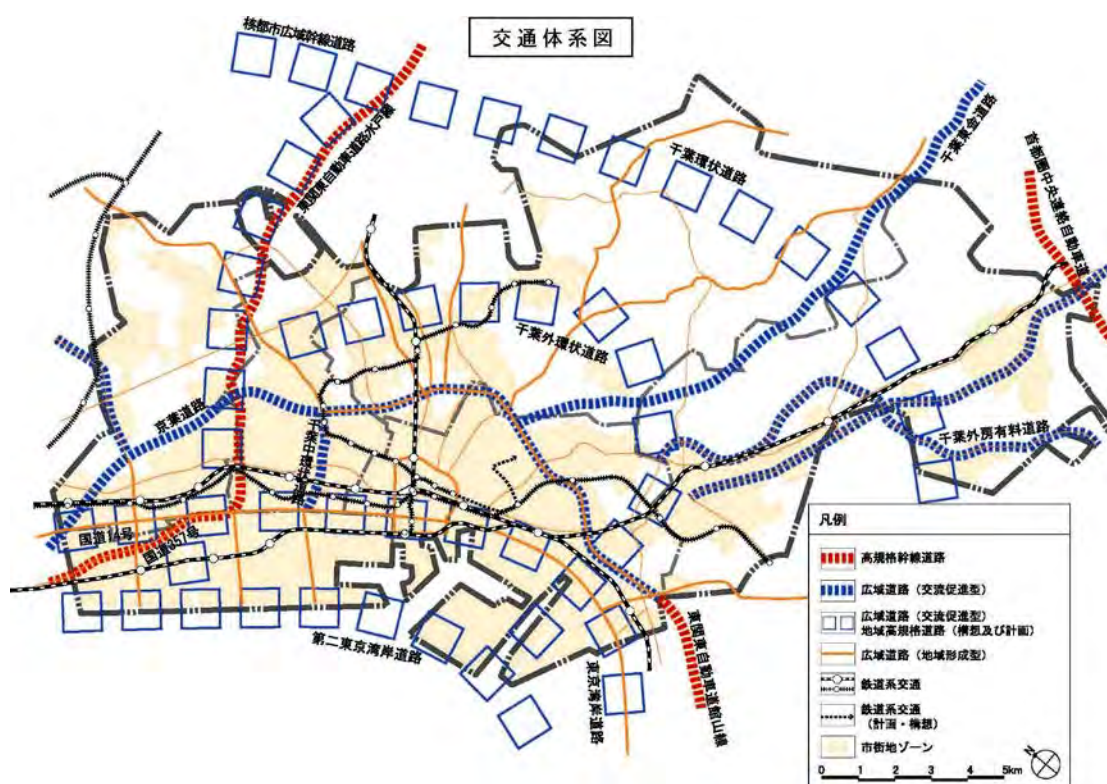 交通体系図
核都市広域幹線道路
東関東自動車道路水戸線
千葉環状道路
千葉東金道路
首都圏中央連絡自動車道
千葉外環状道路
京葉道路
千葉中環状道路
千葉外房有料道路
国道14号
国道357号
第二東京湾岸道路
東京湾岸道路
東関東自動車道館山線
凡例
高規格幹線道路
広域道路（交流促進型）
広域道路（交流促進型）
地域高規格道路（構想及び計画）
広域道路（地域形成型）
鉄道系交通
鉄道系交通
（計画・構想）
市街地ゾーン
N
0 1 2 3 4 5km